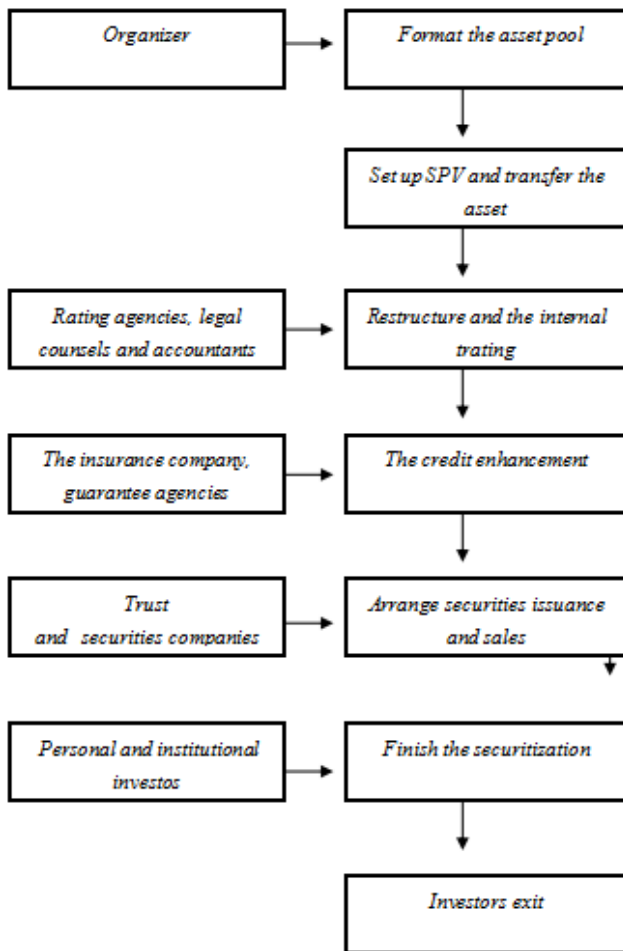 Organizer
Format the asset pool
Set up SPV and transfer the
asset
Rating agencies, legal
counsels and accountants
Restructure and the internal
trating
The insurance company,
guarantee agencies
The credit enhancement
Trust
and securities companies
Arrange securities issuance
and sales
Personal and institutional
investos
Finish the securitization
Investors exit